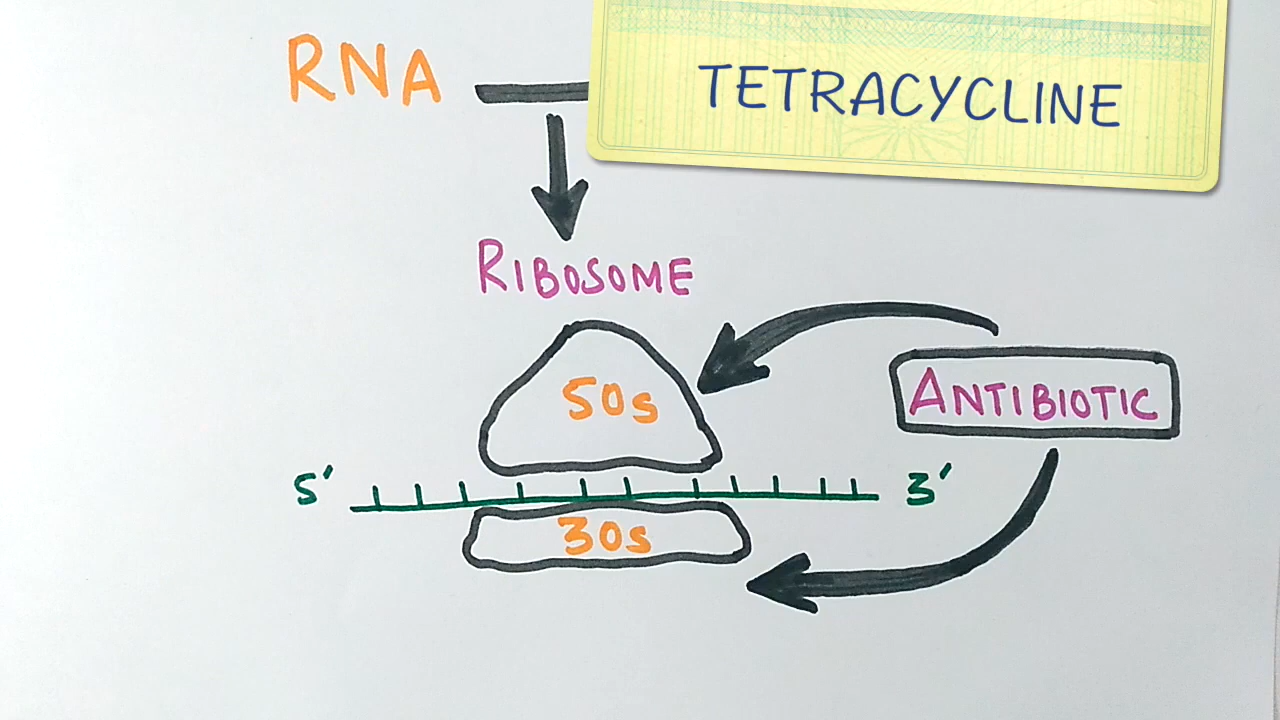 RNA
TETRACYCLINE
RIBOSOME
50s
ANTIBIOTIC
5' 3'
30s